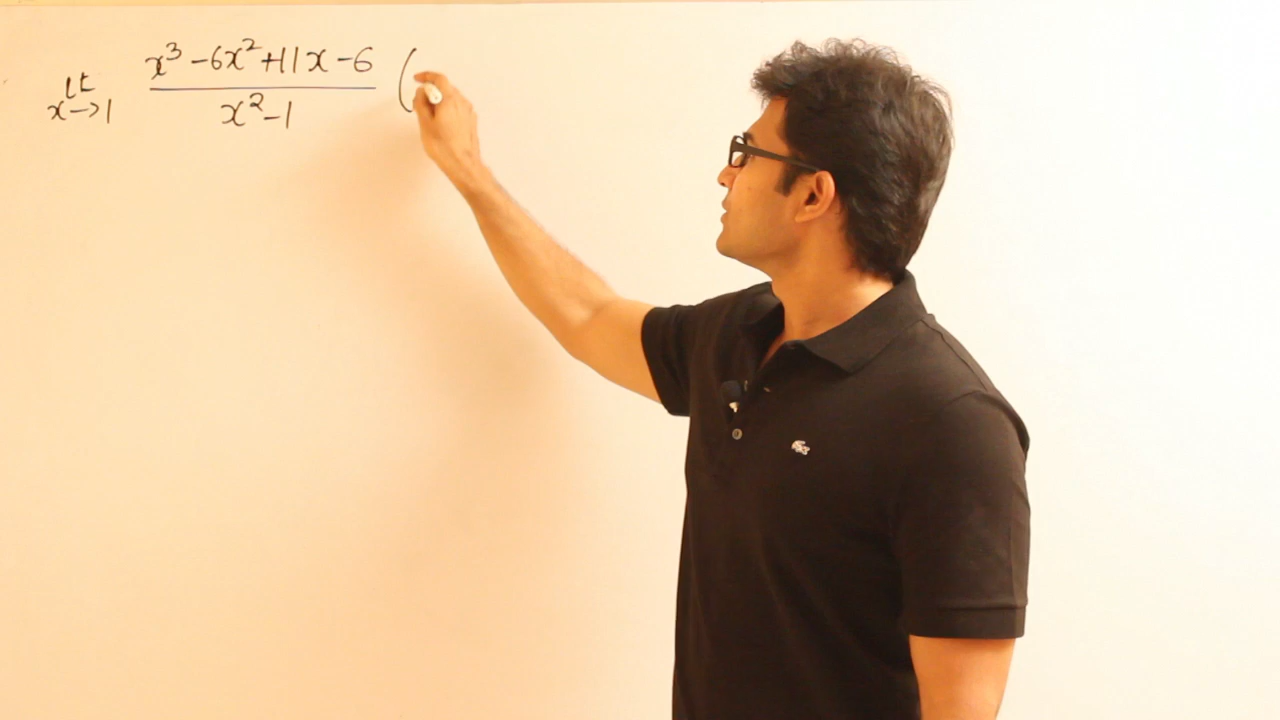 lt x→1 x³ -6x² +11x -6 / x² -1 (